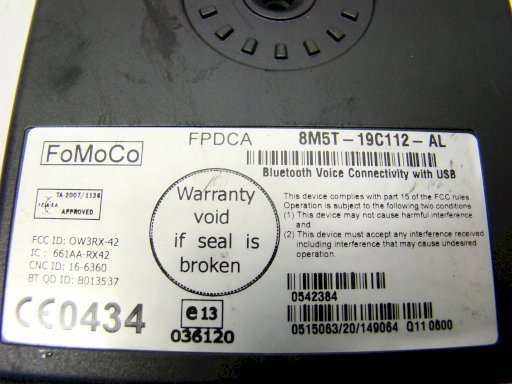 FoMoCo
FPDCA
8M5T-19C112-AL
Bluetooth Voice Connectivity with USB
TA-2007/1136
APPROVED
Warranty
void
if seal is
broken
This device complies with part 15 of the FCC rules
Operation is subject to the following two conditions
(1) This device may not cause harmful interference
and
(2) This device must accept any interference received
including interference that may cause undesired
operation.
FCC ID: OW3RX-42
IC : 661AA-RX42
CNC ID: 16-6360
BT QD ID: B013537
CE0434
e13
036120
0542384
0515063/20/149064 Q110600